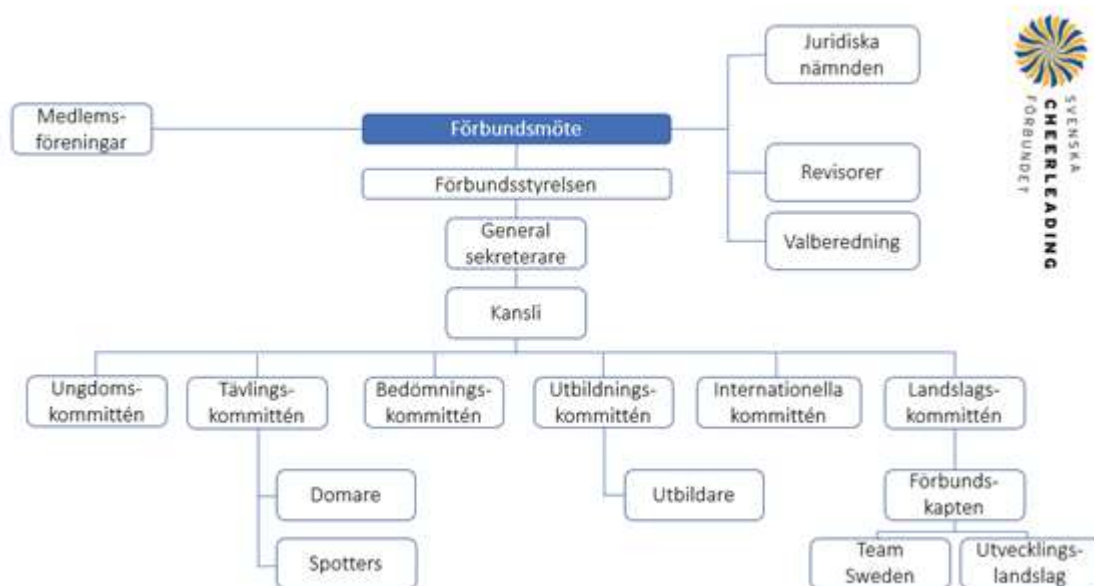 Juridiska
nämnden
Medlems-
föreningar
Förbundsmöte
SVENSKA
CHEERLEADING
FÖRBUNDET
Förbundsstyrelsen
Revisorer
General
sekreterare
Valberedning
Kansli
Ungdoms-
kommittén
Tävlings-
kommittén
Bedömnings-
kommittén
Utbildnings-
kommittén
Internationella
kommittén
Landslags-
kommittén
Domare
Utbildare
Förbunds-
kapten
Spotters
Team
Sweden
Utvecklings-
landslag